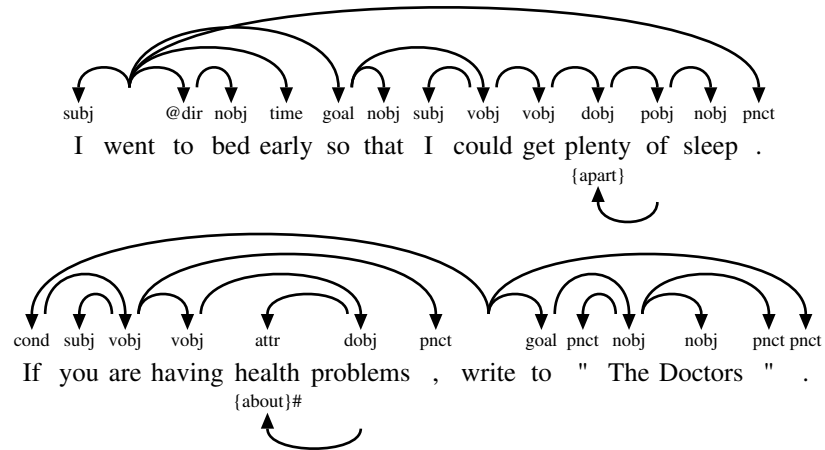 subj @dir nobj time goal nobj subj vobj vobj dobj pobj nobj pnct
I went to bed early so that I could get plenty of sleep .
{apart}
cond subj vobj vobj attr dobj pnct goal pnct nobj nobj pnct pnct
If you are having health problems , write to " The Doctors " .
{about}#